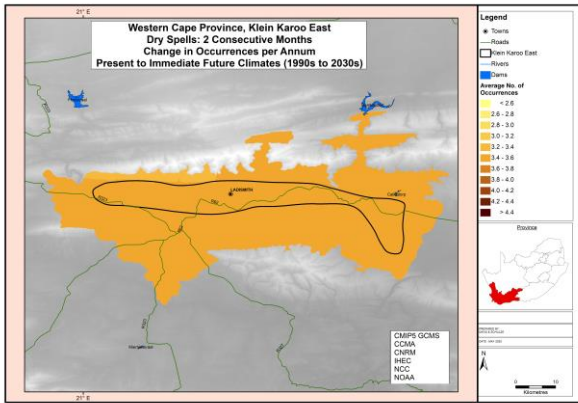 21° E
Western Cape Province, Klein Karoo East
Dry Spells: 2 Consecutive Months
Change in Occurrences per Annum
Present to Immediate Future Climates (1990s to 2030s)
LADISMITH
CMIP5 GCMS
CCMA
CNRM
IHEC
NCC
NOAA
21° E
Legend
Towns
Roads
Klein Karoo East
Rivers
Dams
Average No. of
Occurrences
< 2.6
2.6 - 2.8
2.8 - 3.0
3.0 - 3.2
3.2 - 3.4
3.4 - 3.6
3.6 - 3.8
3.8 - 4.0
4.0 - 4.2
4.2 - 4.4
> 4.4
Province
PREPARED BY
N
0 10
Kilometres